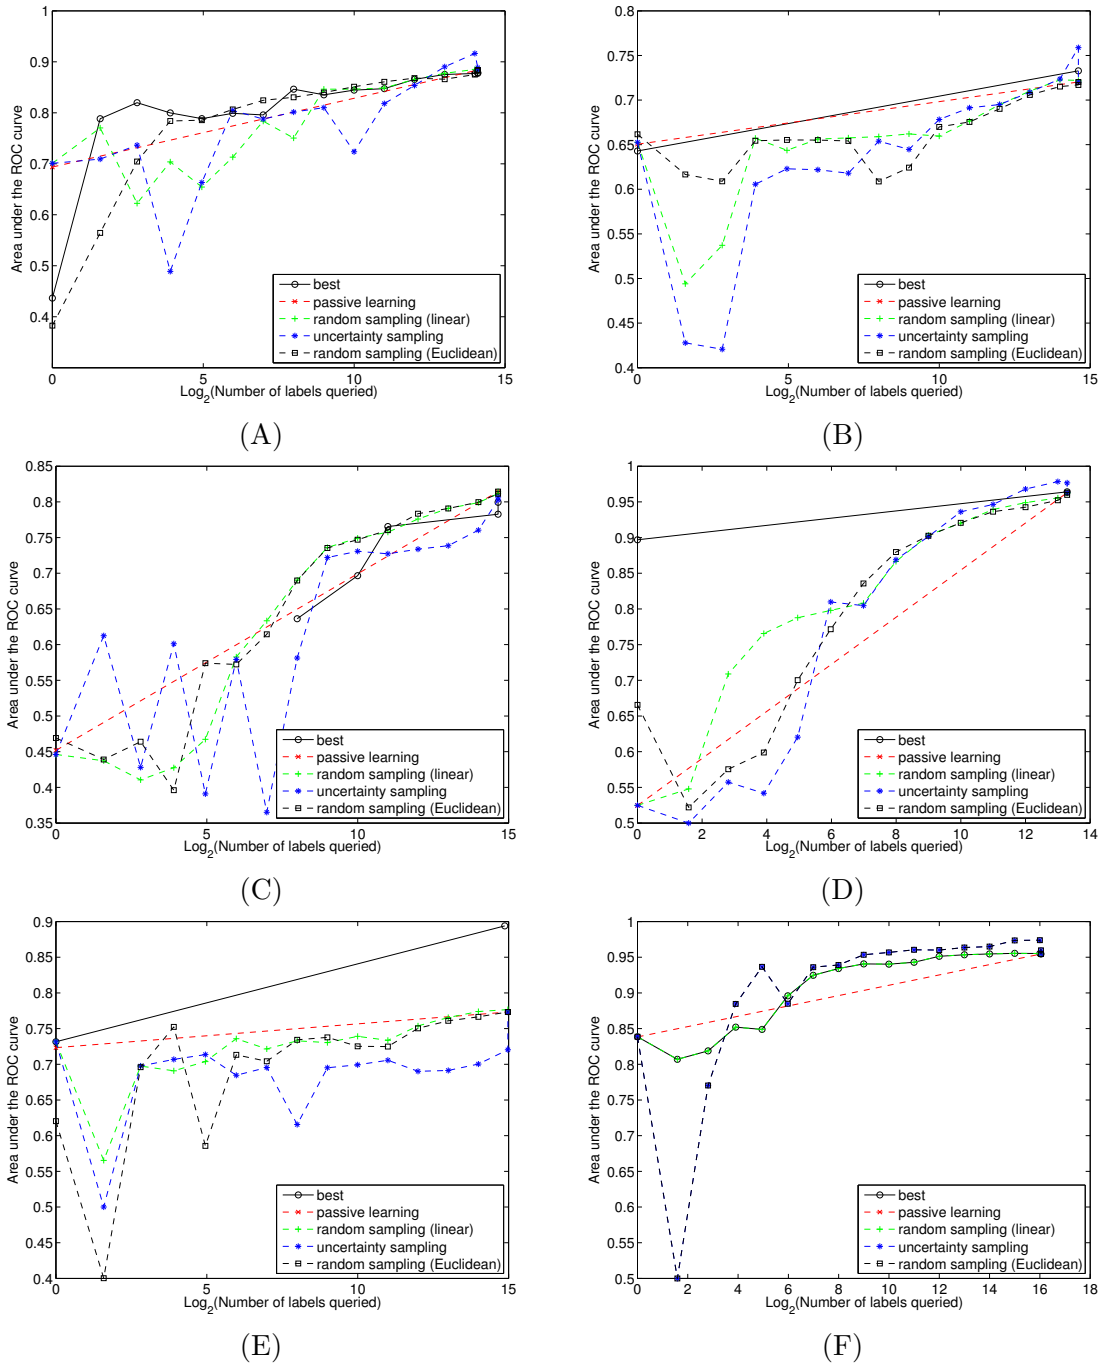 1
0.9
0.8
0.7
0.6
0.5
0.4
0 5 10 15
Area under the ROC curve
Log2(Number of labels queried)
best
passive learning
random sampling (linear)
uncertainty sampling
random sampling (Euclidean)
(A)
0.8
0.75
0.7
0.65
0.6
0.55
0.5
0.45
0.4
0 5 10 15
Area under the ROC curve
Log2(Number of labels queried)
best
passive learning
random sampling (linear)
uncertainty sampling
random sampling (Euclidean)
(B)
0.85
0.8
0.75
0.7
0.65
0.6
0.55
0.5
0.45
0.4
0.35
0 5 10 15
Area under the ROC curve
Log2(Number of labels queried)
best
passive learning
random sampling (linear)
uncertainty sampling
random sampling (Euclidean)
(C)
1
0.95
0.9
0.85
0.8
0.75
0.7
0.65
0.6
0.55
0.5
0 2 4 6 8 10 12 14
Area under the ROC curve
Log2(Number of labels queried)
best
passive learning
random sampling (linear)
uncertainty sampling
random sampling (Euclidean)
(D)
0.9
0.85
0.8
0.75
0.7
0.65
0.6
0.55
0.5
0.45
0.4
0 5 10 15
Area under the ROC curve
Log2(Number of labels queried)
best
passive learning
random sampling (linear)
uncertainty sampling
random sampling (Euclidean)
(E)
1
0.95
0.9
0.85
0.8
0.75
0.7
0.65
0.6
0.55
0.5
0 2 4 6 8 10 12 14 16 18
Area under the ROC curve
Log2(Number of labels queried)
best
passive learning
random sampling (linear)
uncertainty sampling
random sampling (Euclidean)
(F)